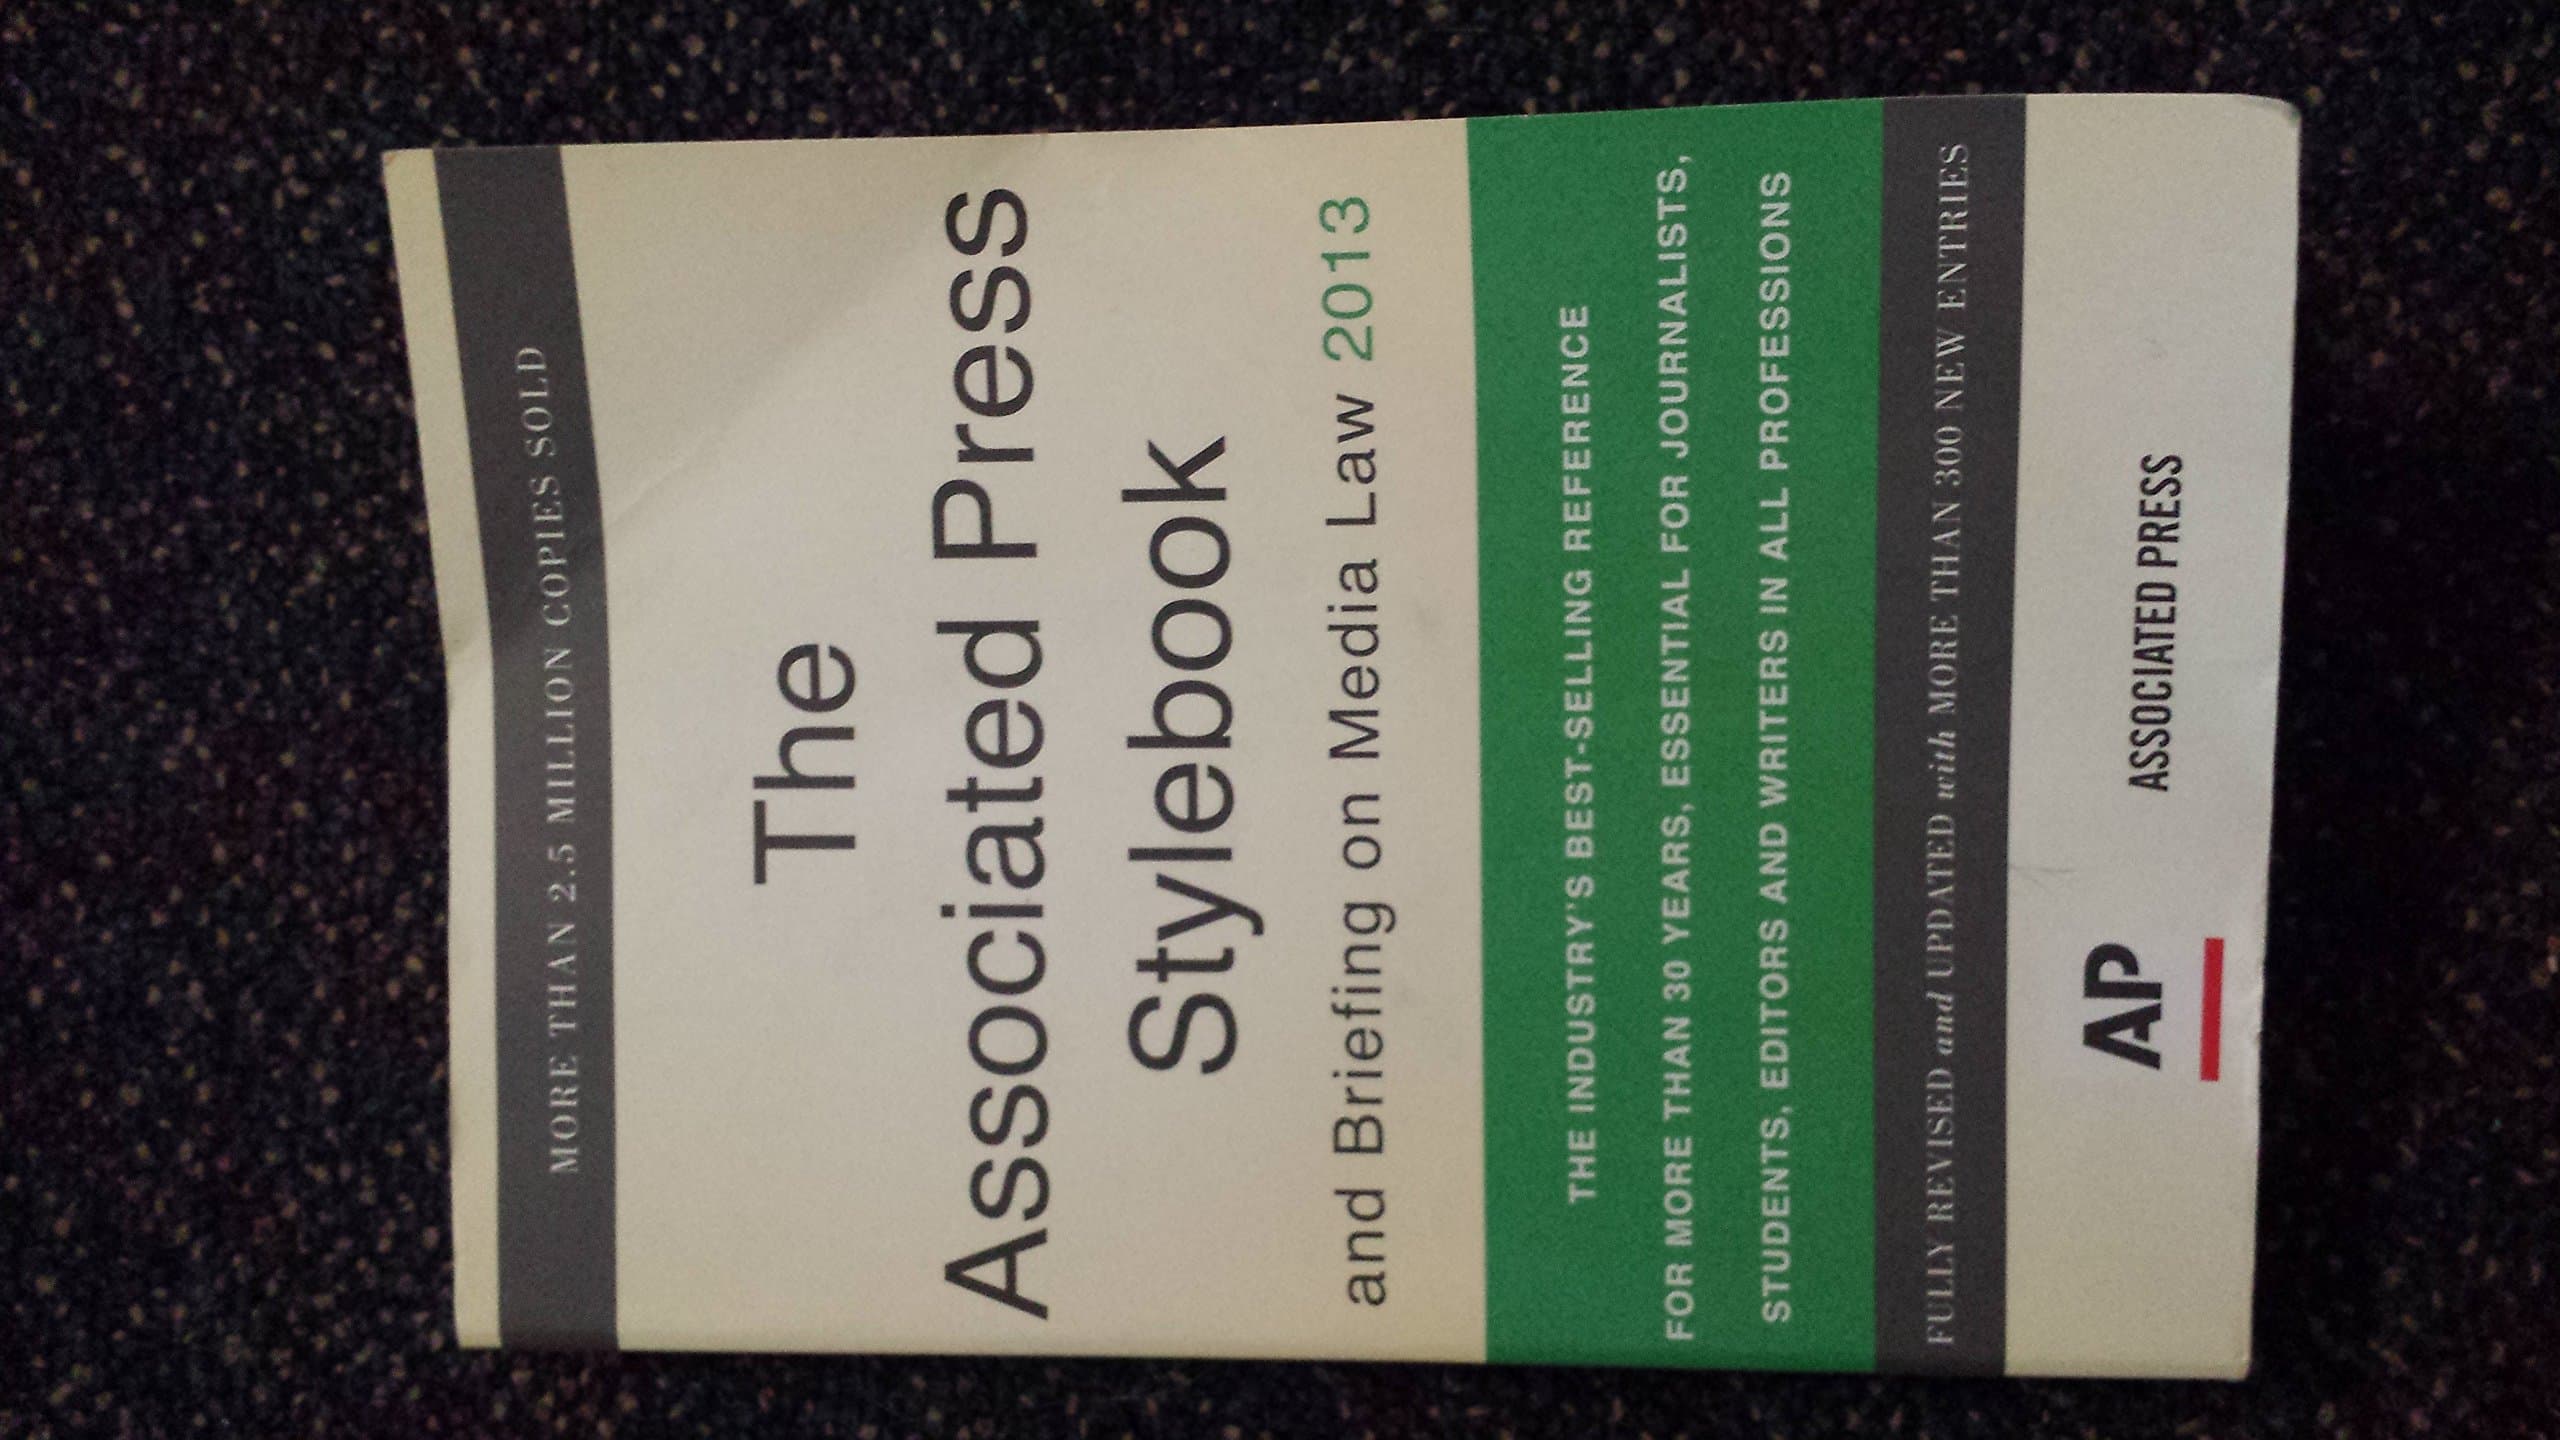 MORE THAN 2.5 MILLION COPIES SOLD
The
Associated Press
Stylebook
and Briefing on Media Law 2013
THE INDUSTRY'S BEST-SELLING REFERENCE
FOR MORE THAN 30 YEARS, ESSENTIAL FOR JOURNALISTS,
STUDENTS, EDITORS AND WRITERS IN ALL PROFESSIONS
FULLY REVISED and UPDATED with MORE THAN 300 NEW ENTRIES
AP ASSOCIATED PRESS